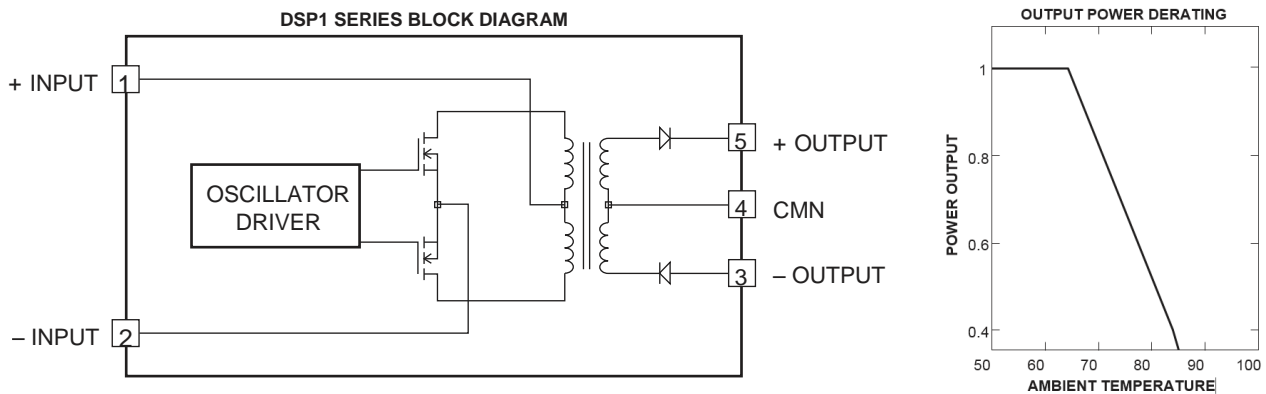 DSP1 SERIES BLOCK DIAGRAM
+ INPUT
1
– INPUT
2
OSCILLATOR
DRIVER
5
+ OUTPUT
4
CMN
3
– OUTPUT
OUTPUT POWER DERATING
POWER OUTPUT
1
0.8
0.6
0.4
50 60 70 80 90 100
AMBIENT TEMPERATURE